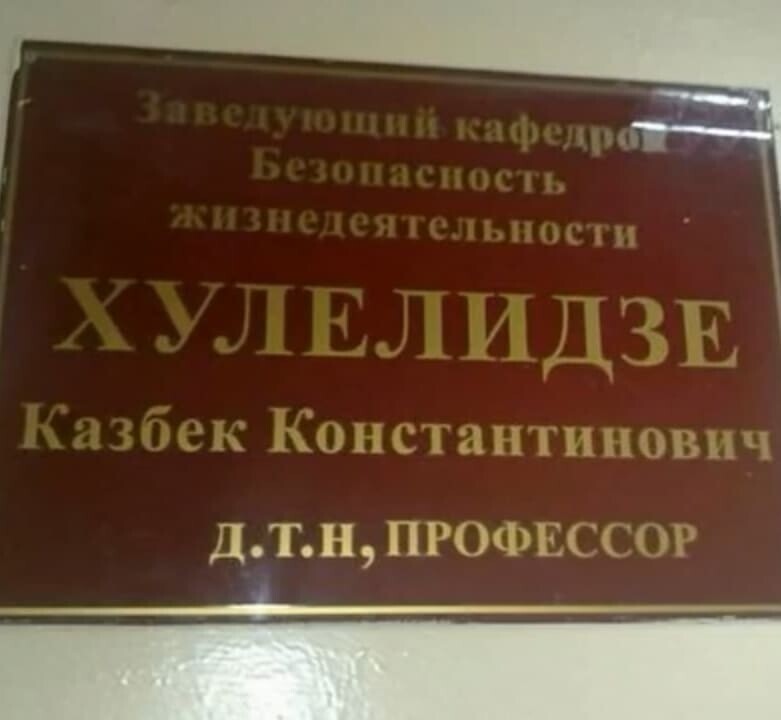 Заведующий кафедрой
Безопасность
жизнедеятельности
ХУЛЕЛИДЗЕ
Казбек Константинович
Д.Т.Н, ПРОФЕССОР